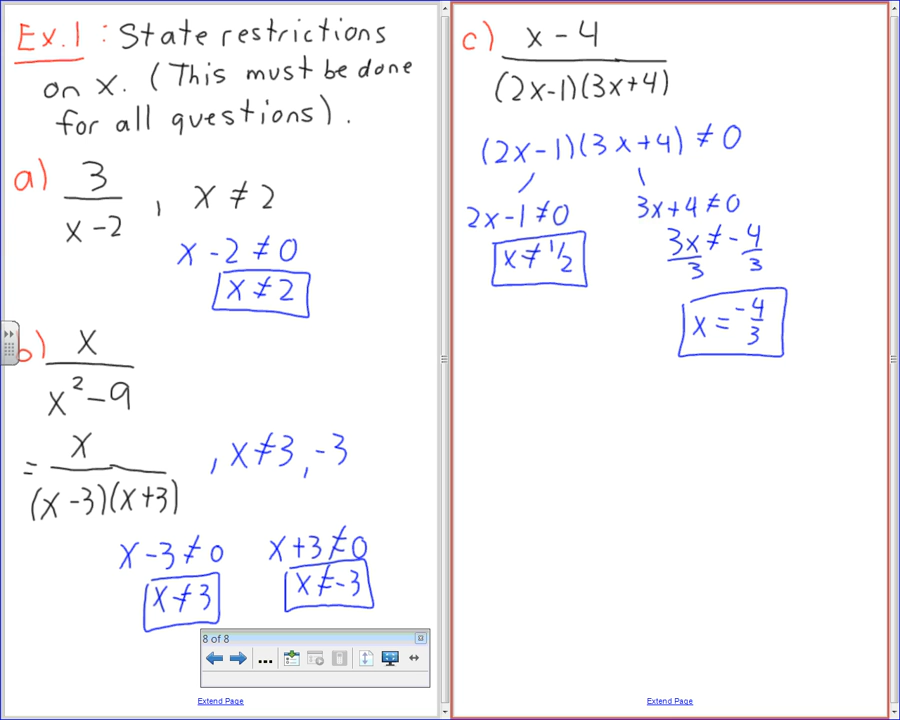 Ex.1 : State restrictions
on x. (This must be done
for all questions).
a) 3/(x-2) , x ≠ 2
x - 2 ≠ 0
x ≠ 2
b) x/(x²-9)
= x/((x-3)(x+3)) , x ≠ 3, -3
x - 3 ≠ 0 x + 3 ≠ 0
x ≠ 3 x ≠ -3
8 of 8
Extend Page
c) (x - 4)/((2x-1)(3x+4))
(2x-1)(3x+4) ≠ 0
2x-1 ≠ 0 3x+4 ≠ 0
x ≠ 1/2 3x/3 ≠ -4/3
x = -4/3
Extend Page